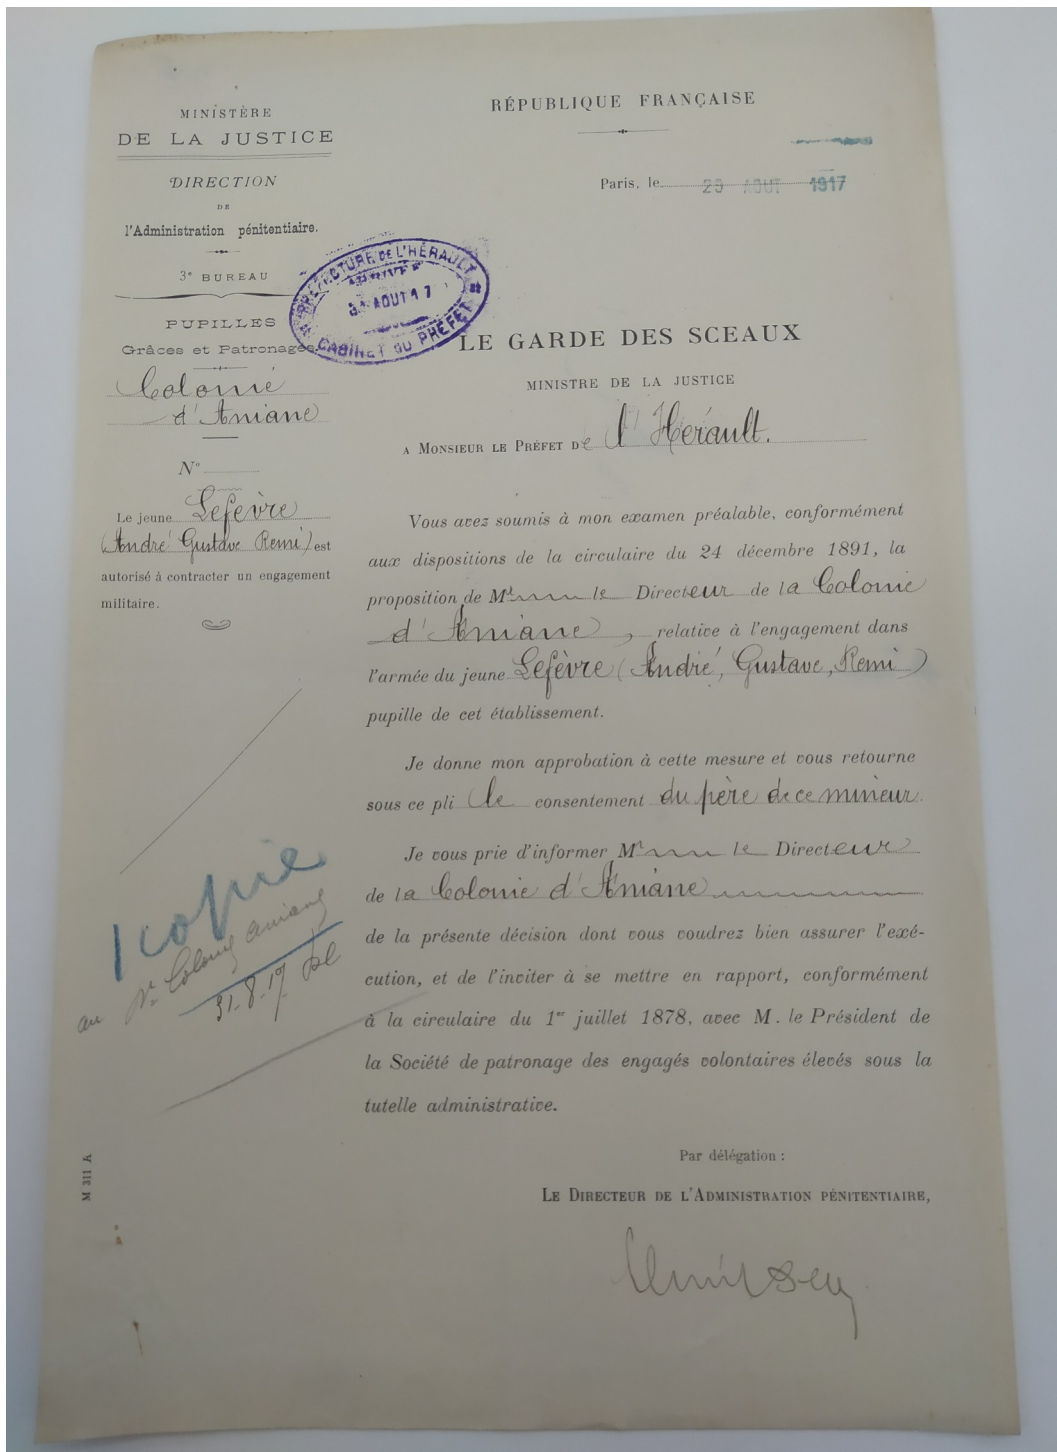 MINISTÈRE
DE LA JUSTICE
DIRECTION
DE
l'Administration pénitentiaire.
3e BUREAU
PUPILLES
Grâces et Patronages.
Colonie
d'Aniane
N°
Le jeune Lefèvre
(André Gustave Remi) est
autorisé à contracter un engagement
militaire.
RÉPUBLIQUE FRANÇAISE
Paris, le 29 AOUT 1917
PRÉFECTURE DE L'HÉRAULT
ARRIVÉE
AOUT 17
CABINET DU PRÉFET
LE GARDE DES SCEAUX
MINISTRE DE LA JUSTICE
A MONSIEUR LE PRÉFET De l'Hérault.
Vous avez soumis à mon examen préalable, conformément
aux dispositions de la circulaire du 24 décembre 1891, la
proposition de Mr le Directeur de la Colonie
d'Aniane, relative à l'engagement dans
l'armée du jeune Lefèvre (André, Gustave, Remi)
pupille de cet établissement.
Je donne mon approbation à cette mesure et vous retourne
sous ce pli le consentement du père de ce mineur.
Je vous prie d'informer Mr le Directeur
de la Colonie d'Aniane
de la présente décision dont vous voudrez bien assurer l'exé-
cution, et de l'inviter à se mettre en rapport, conformément
à la circulaire du 1er juillet 1878, avec M. le Président de
la Société de patronage des engagés volontaires élevés sous la
tutelle administrative.
Par délégation :
LE DIRECTEUR DE L'ADMINISTRATION PÉNITENTIAIRE,
1 copie
au Dr Colony Aniane
31-8-17
M 311 A